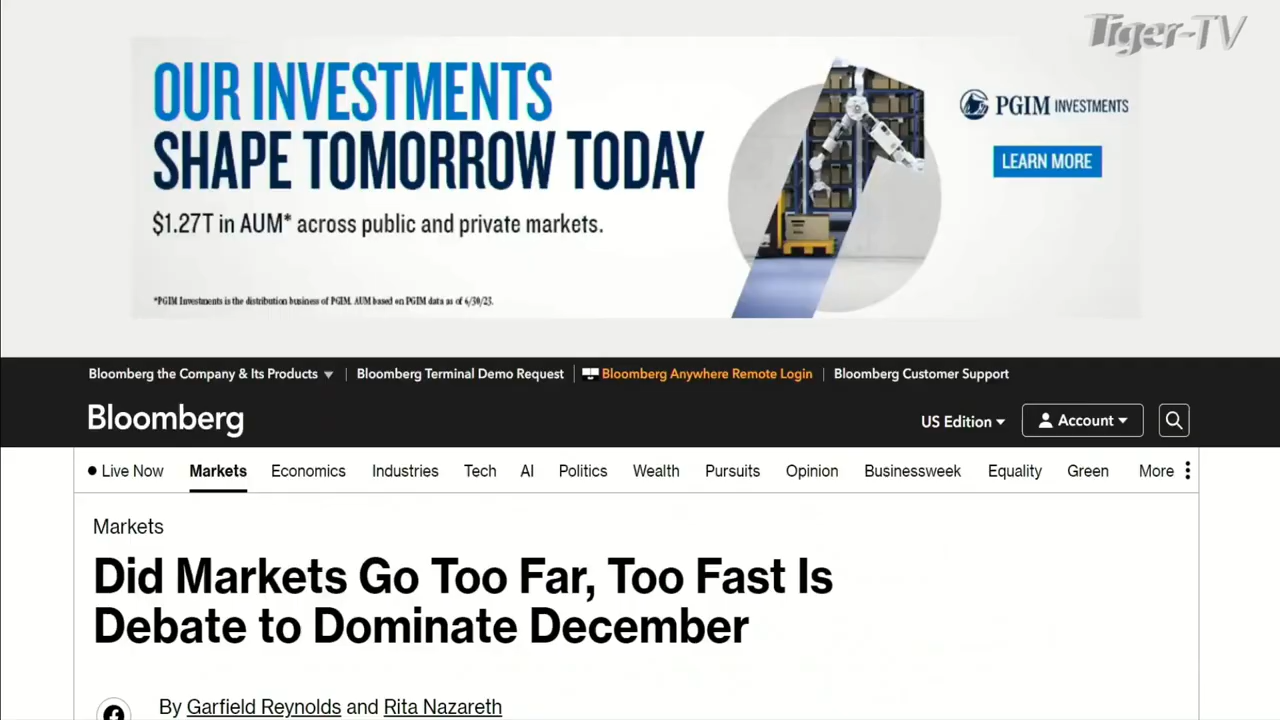 Tiger-TV
OUR INVESTMENTS
SHAPE TOMORROW TODAY
$1.27T in AUM* across public and private markets.
*PGIM Investments is the distribution business of PGIM. AUM based on PGIM data as of 6/30/23.
PGIM INVESTMENTS
LEARN MORE
Bloomberg the Company & Its Products
Bloomberg Terminal Demo Request
Bloomberg Anywhere Remote Login
Bloomberg Customer Support
Bloomberg
US Edition
Account
Live Now Markets Economics Industries Tech AI Politics Wealth Pursuits Opinion Businessweek Equality Green More
Markets
Did Markets Go Too Far, Too Fast Is
Debate to Dominate December
By Garfield Reynolds and Rita Nazareth